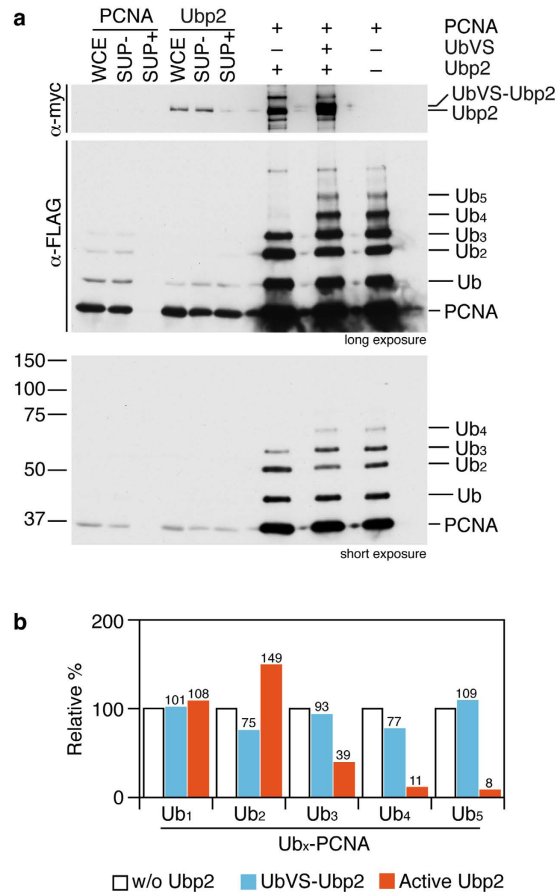 a
PCNA Ubp2
WCE SUP- SUP+ WCE SUP- SUP+
+ + + PCNA
– + – UbVS
+ + – Ubp2
α-myc
UbVS-Ubp2
Ubp2
α-FLAG
Ub5
Ub4
Ub3
Ub2
Ub
PCNA
long exposure
150
100
75
50
37
Ub4
Ub3
Ub2
Ub
PCNA
short exposure
b
Relative %
200
100
0
101 108
75 149
93 39
77 11
109 8
Ub1 Ub2 Ub3 Ub4 Ub5
Ubx-PCNA
w/o Ubp2 UbVS-Ubp2 Active Ubp2